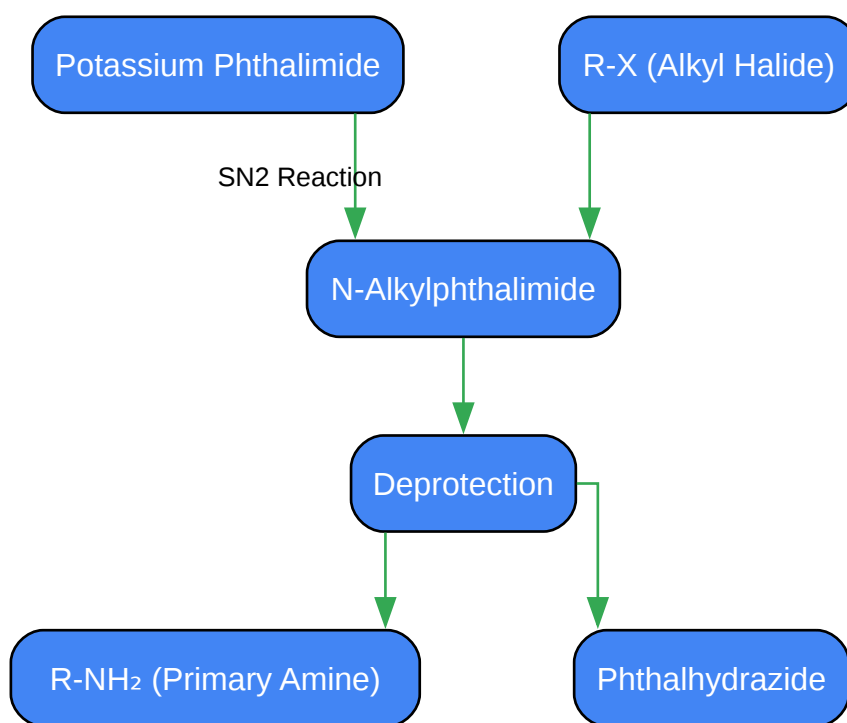 Potassium Phthalimide
R-X (Alkyl Halide)
SN2 Reaction
N-Alkylphthalimide
Deprotection
R-NH₂ (Primary Amine)
Phthalhydrazide